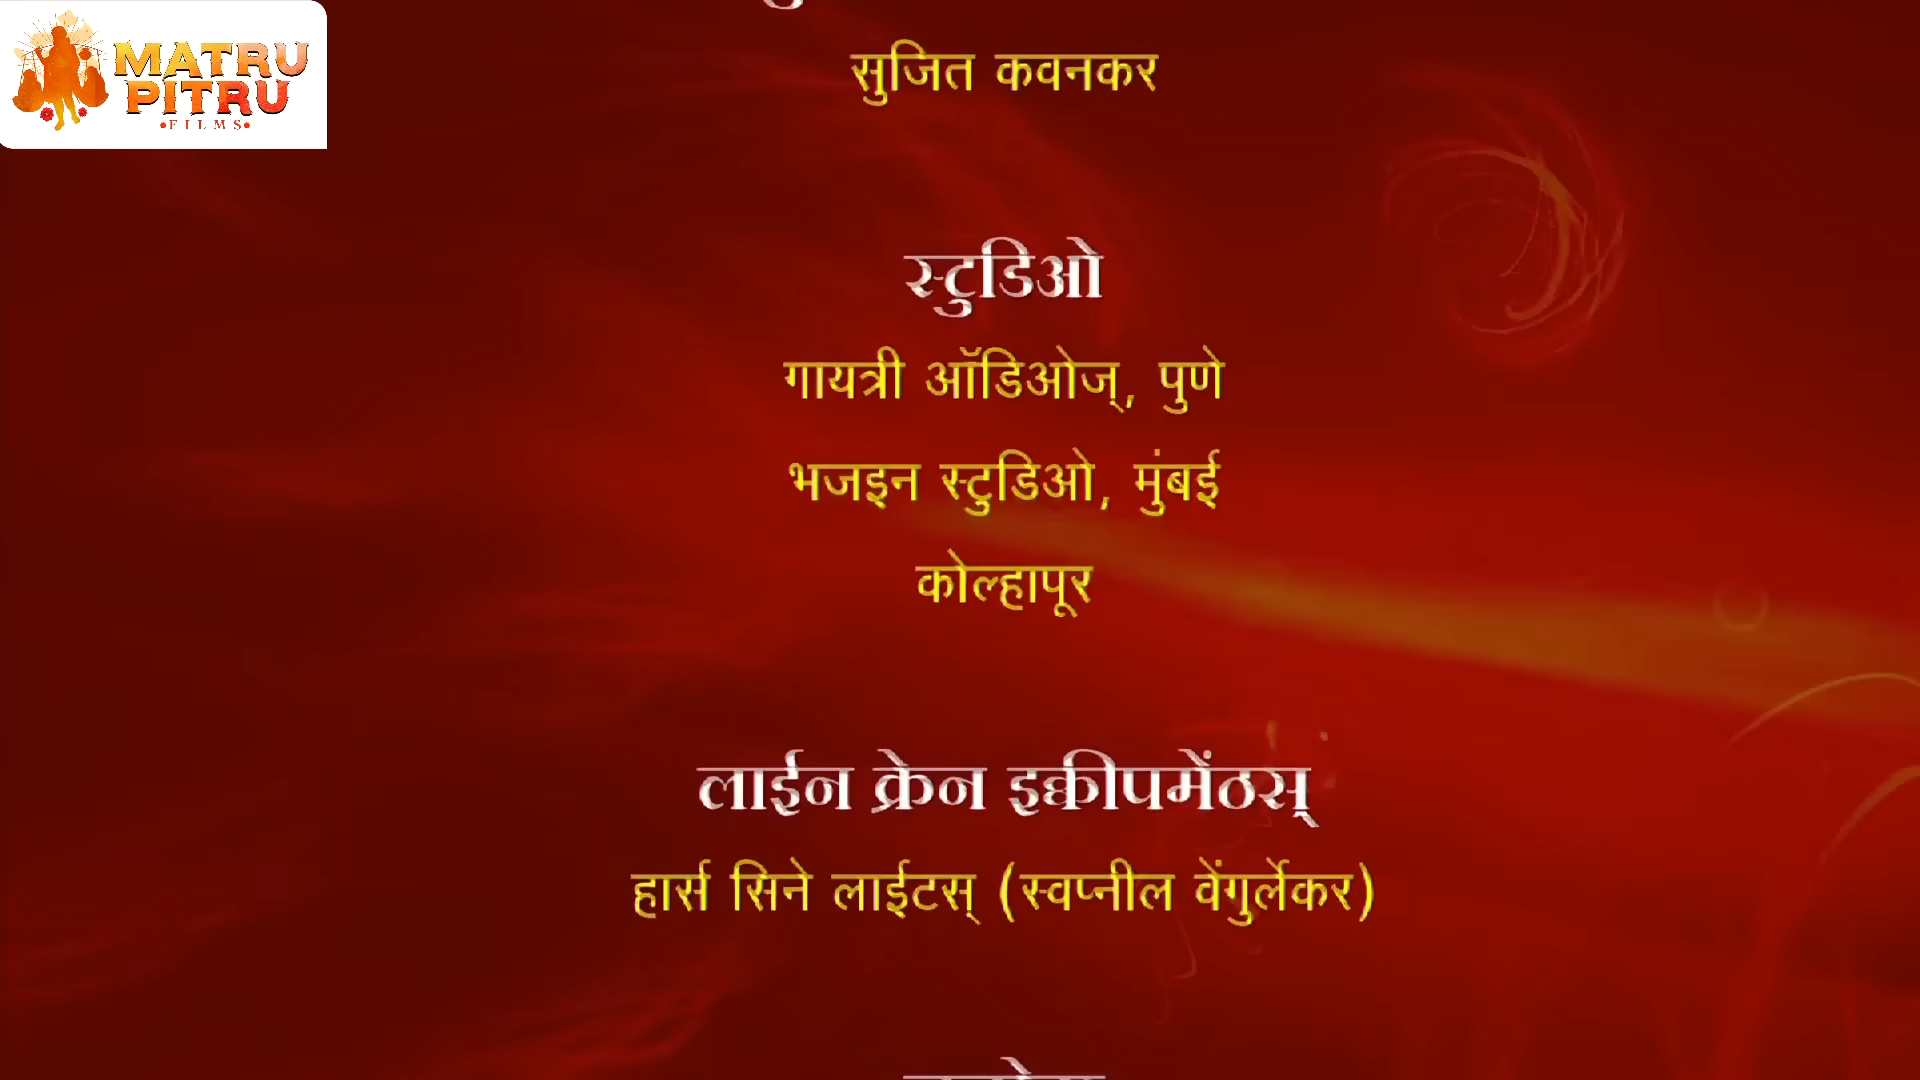 MATRU
PITRU
FILMS
सुजित कवनकर
स्टुडिओ
गायत्री ऑडिओज्, पुणे
भजइन स्टुडिओ, मुंबई
कोल्हापूर
लाईन क्रेन इक्वीपमेंठस्
हार्स सिने लाईटस् (स्वप्नील वेंगुर्लेकर)